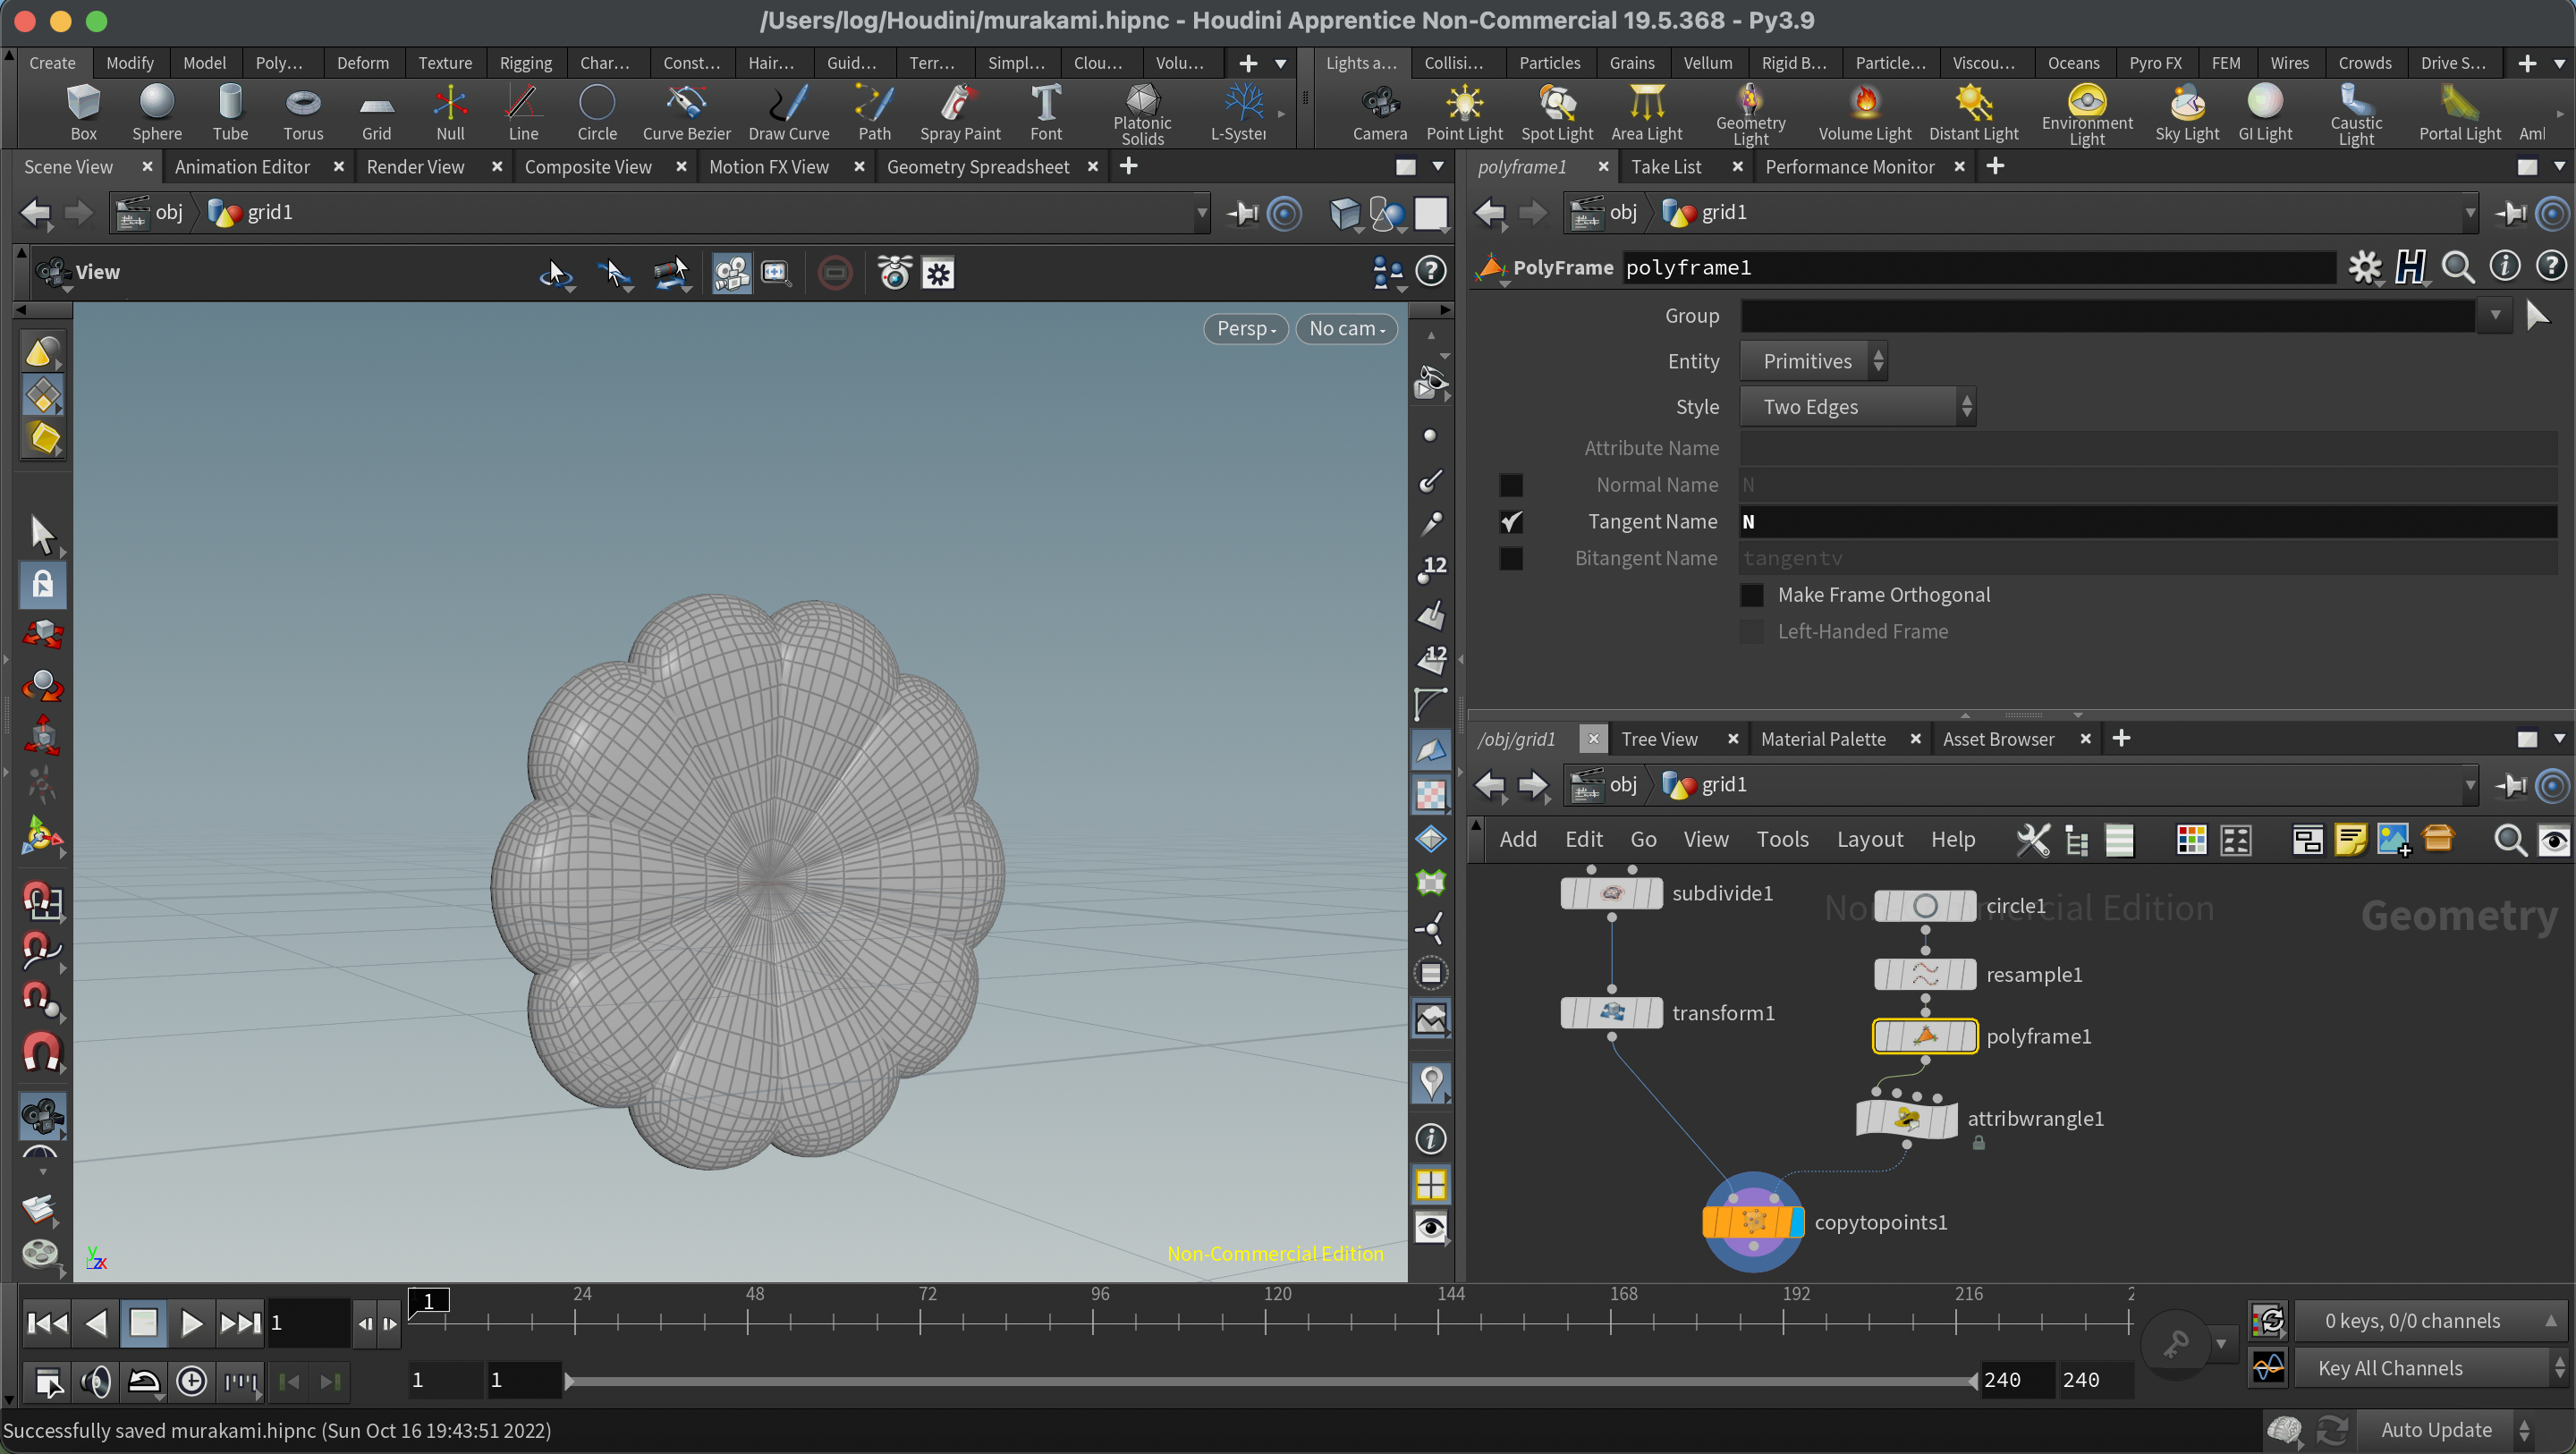 /Users/log/Houdini/murakami.hipnc - Houdini Apprentice Non-Commercial 19.5.368 - Py3.9
Create Modify Model Poly... Deform Texture Rigging Char... Const... Hair... Guid... Terr... Simpl... Clou... Volu...
Lights a... Collisi... Particles Grains Vellum Rigid B... Particle... Viscou... Oceans Pyro FX FEM Wires Crowds Drive S...
Box Sphere Tube Torus Grid Null Line Circle Curve Bezier Draw Curve Path Spray Paint Font Platonic Solids L-System
Camera Point Light Spot Light Area Light Geometry Light Volume Light Distant Light Environment Light Sky Light GI Light Caustic Light Portal Light Aml
Scene View Animation Editor Render View Composite View Motion FX View Geometry Spreadsheet
polyframe1 Take List Performance Monitor
obj grid1
obj grid1
View
PolyFrame polyframe1
Persp No cam
Group
Entity Primitives
Style Two Edges
Attribute Name
Normal Name N
Tangent Name N
Bitangent Name tangentv
Make Frame Orthogonal
Left-Handed Frame
12
12
/obj/grid1 Tree View Material Palette Asset Browser
obj grid1
Add Edit Go View Tools Layout Help
Non-Commercial Edition
Geometry
subdivide1
circle1
resample1
transform1
polyframe1
attribwrangle1
copytopoints1
y z x
Non-Commercial Edition
1
1 24 48 72 96 120 144 168 192 216 2
0 keys, 0/0 channels
1 1 240 240
Key All Channels
Successfully saved murakami.hipnc (Sun Oct 16 19:43:51 2022)
Auto Update